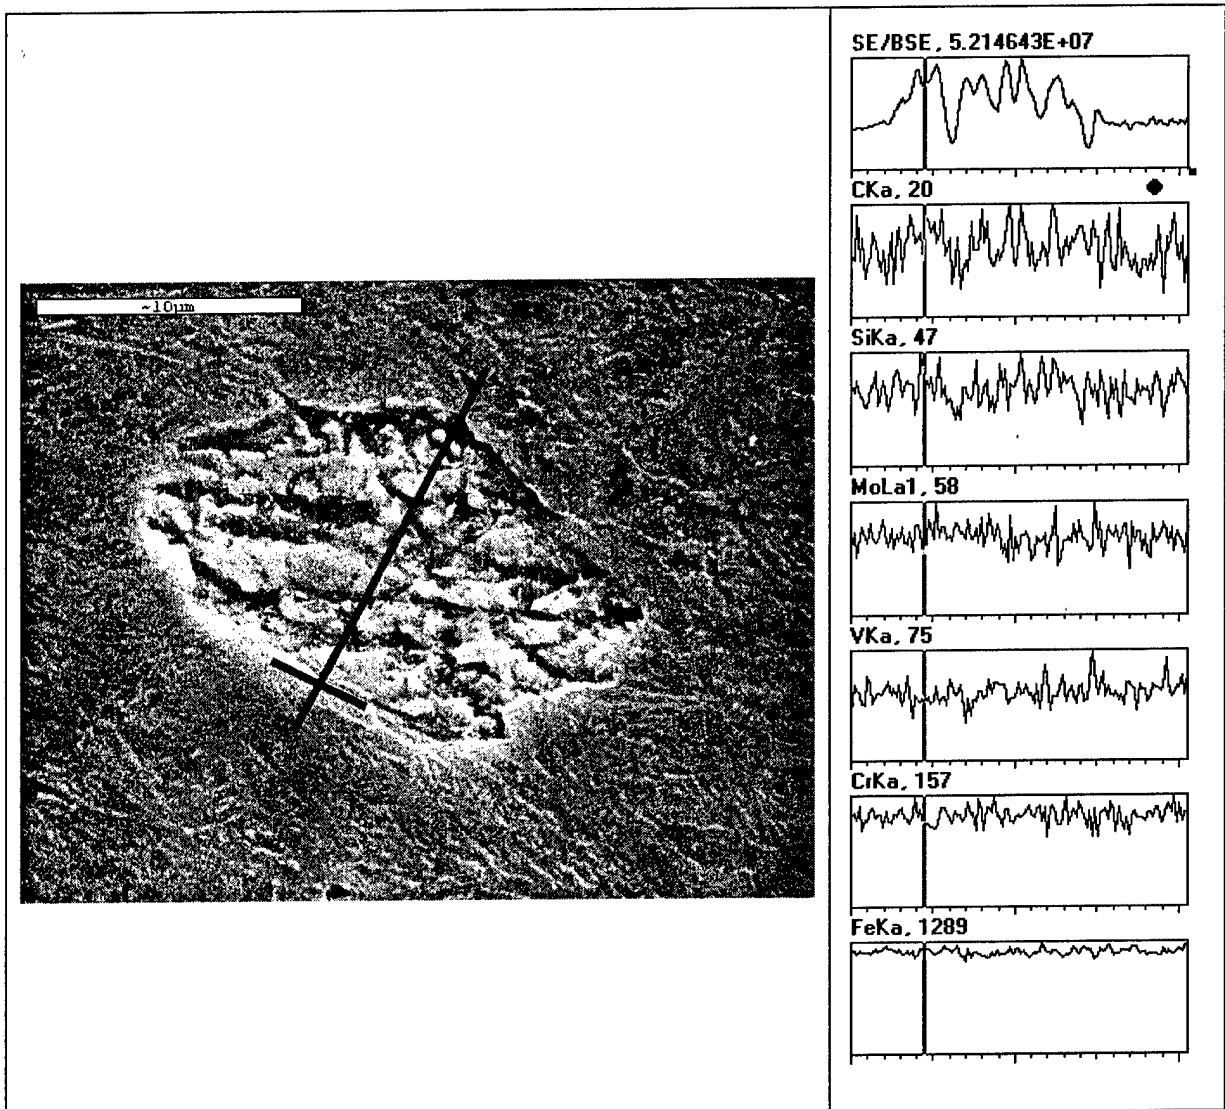 ~10µm
SE/BSE, 5.214643E+07
CKa, 20
SiKa, 47
MoLa1, 58
VKa, 75
CrKa, 157
FeKa, 1289